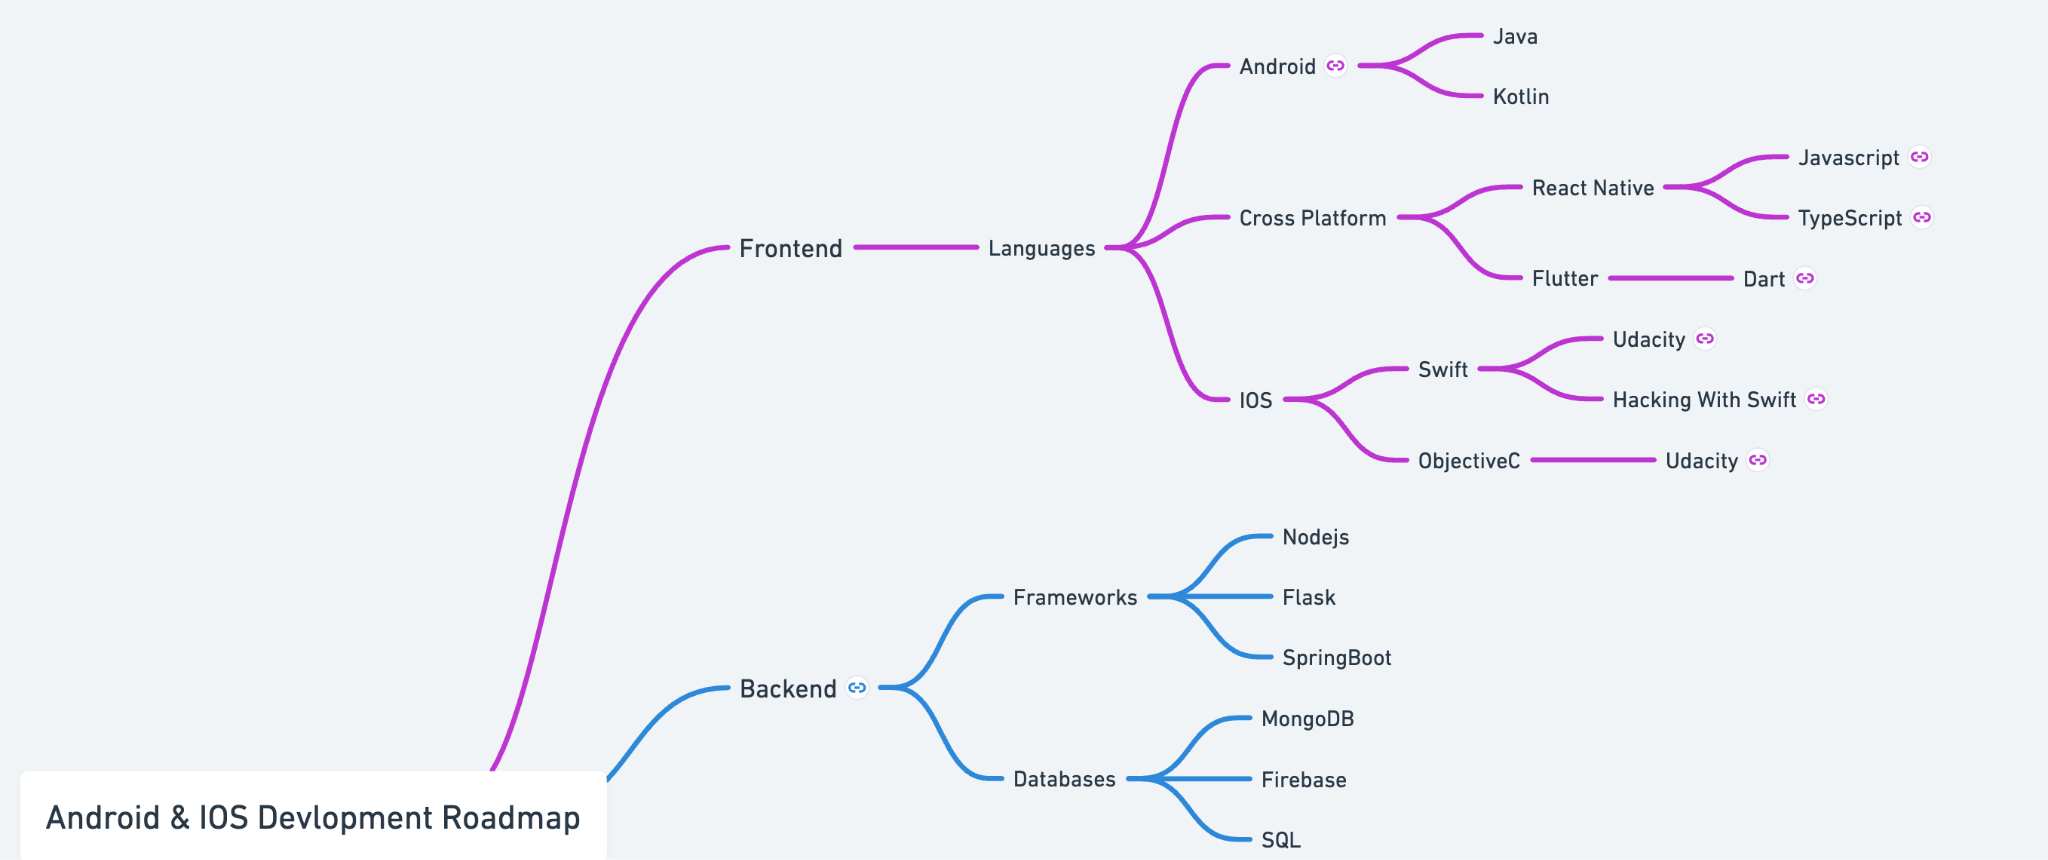 Java
Android
Kotlin
Javascript
React Native
TypeScript
Cross Platform
Frontend
Languages
Flutter
Dart
Udacity
Swift
Hacking With Swift
IOS
ObjectiveC
Udacity
Nodejs
Frameworks
Flask
SpringBoot
Backend
MongoDB
Databases
Firebase
SQL
Android & IOS Devlopment Roadmap